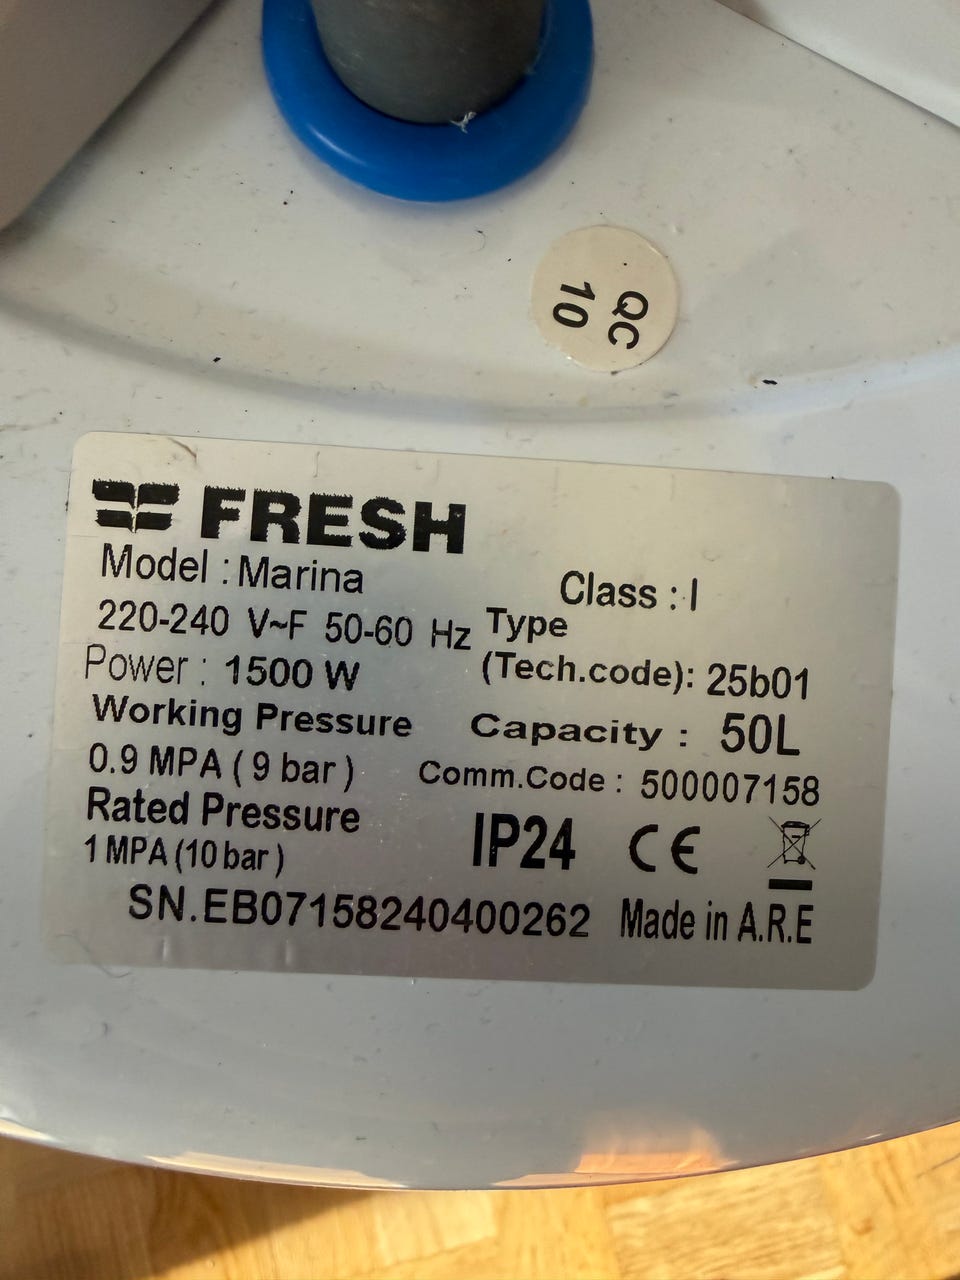 QC
10
FRESH
Model : Marina
Class : I
220-240 V~F 50-60 Hz
Type
(Tech.code): 25b01
Power : 1500 W
Working Pressure
0.9 MPA ( 9 bar )
Capacity : 50L
Comm.Code : 500007158
Rated Pressure
1 MPA (10 bar )
IP24 CE
SN.EB07158240400262 Made in A.R.E